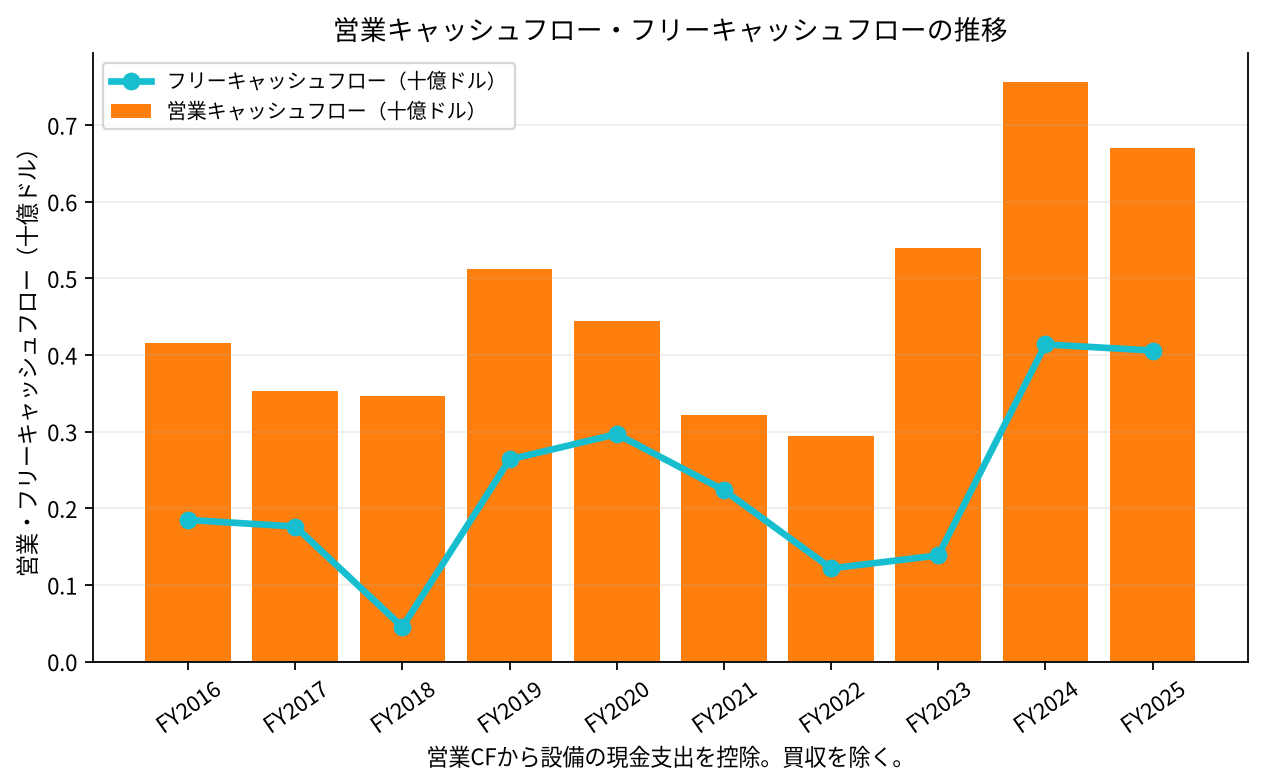 営業キャッシュフロー・フリーキャッシュフローの推移
フリーキャッシュフロー（十億ドル）
営業キャッシュフロー（十億ドル）
営業・フリーキャッシュフロー（十億ドル）
0.7
0.6
0.5
0.4
0.3
0.2
0.1
0.0
FY2016
FY2017
FY2018
FY2019
FY2020
FY2021
FY2022
FY2023
FY2024
FY2025
営業CFから設備の現金支出を控除。買収を除く。